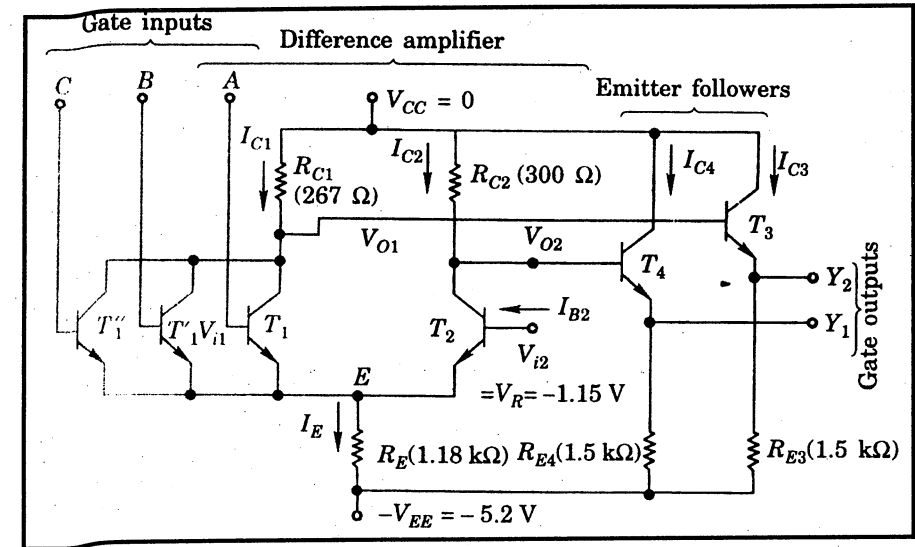 Gate inputs
Difference amplifier
Emitter followers
C
B
A
V_CC = 0
I_C1
R_C1
(267 Ω)
I_C2
R_C2 (300 Ω)
I_C4
I_C3
V_O1
V_O2
T_3
T_4
Y_2
Y_1
Gate outputs
T''_1
T'_1
V_i1
T_1
T_2
I_B2
V_i2
=V_R= −1.15 V
E
I_E
R_E(1.18 kΩ)
R_E4(1.5 kΩ)
R_E3(1.5 kΩ)
−V_EE = − 5.2 V